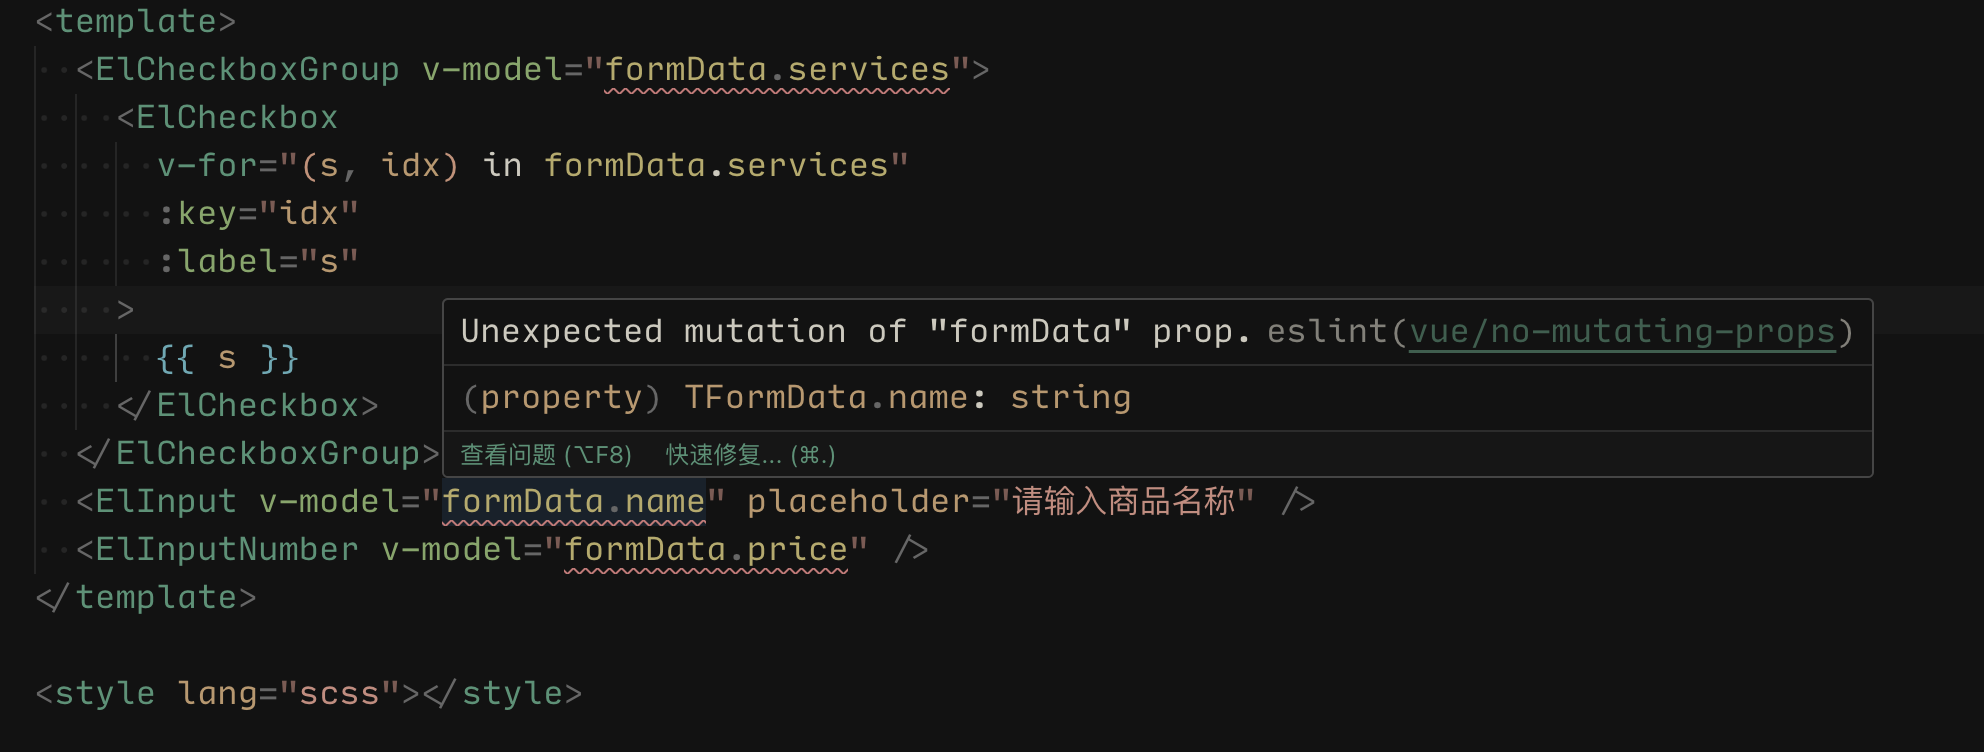 <template>
<ElCheckboxGroup v-model="formData.services">
<ElCheckbox
v-for="(s, idx) in formData.services"
:key="idx"
:label="s"
>
Unexpected mutation of "formData" prop. eslint(vue/no-mutating-props)
{{ s }}
(property) TFormData.name: string
</ElCheckbox>
</ElCheckboxGroup>
查看问题 (⌥F8) 快速修复... (⌘.)
<ElInput v-model="formData.name" placeholder="请输入商品名称" />
<ElInputNumber v-model="formData.price" />
</template>
<style lang="scss"></style>